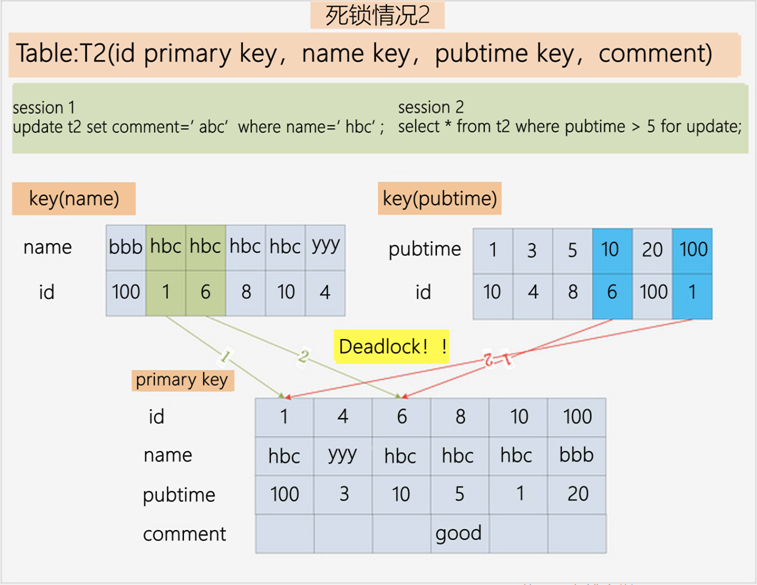 死锁情况2
Table:T2(id primary key，name key，pubtime key，comment)
session 1
update t2 set comment=‘ abc’ where name=‘ hbc’ ;
session 2
select * from t2 where pubtime > 5 for update;
key(name)
name bbb hbc hbc hbc hbc yyy
id 100 1 6 8 10 4
key(pubtime)
pubtime 1 3 5 10 20 100
id 10 4 8 6 100 1
1
2
Deadlock！！
2
1
primary key
id 1 4 6 8 10 100
name hbc yyy hbc hbc hbc bbb
pubtime 100 3 10 5 1 20
comment good